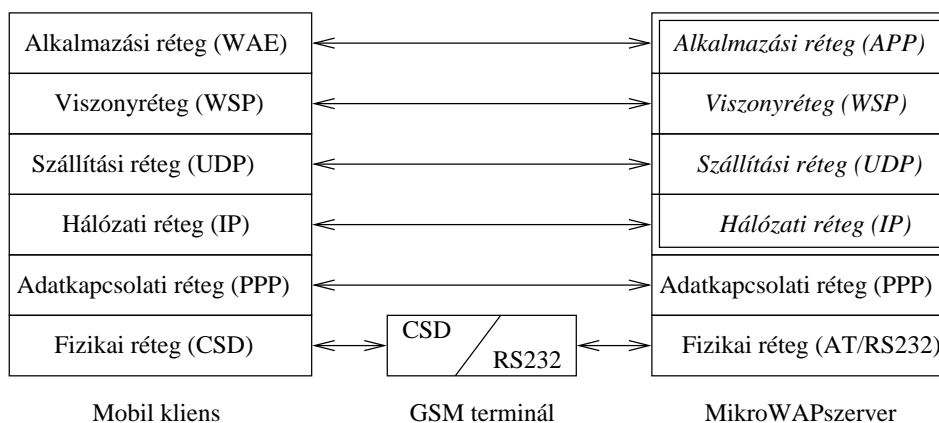 Alkalmazási réteg (WAE)
Alkalmazási réteg (APP)
Viszonyréteg (WSP)
Viszonyréteg (WSP)
Szállítási réteg (UDP)
Szállítási réteg (UDP)
Hálózati réteg (IP)
Hálózati réteg (IP)
Adatkapcsolati réteg (PPP)
Adatkapcsolati réteg (PPP)
Fizikai réteg (CSD)
CSD
RS232
Fizikai réteg (AT/RS232)
Mobil kliens
GSM terminál
MikroWAPszerver